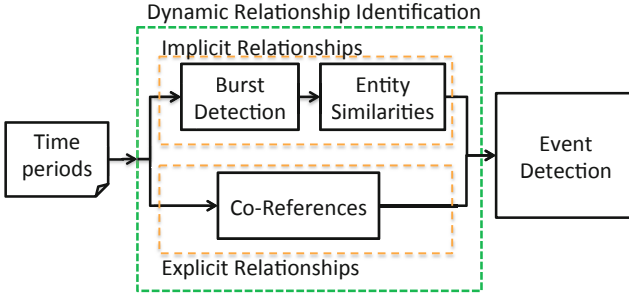 Dynamic Relationship Identification
Implicit Relationships
Burst
Detection
Entity
Similarities
Time
periods
Event
Detection
Co-References
Explicit Relationships